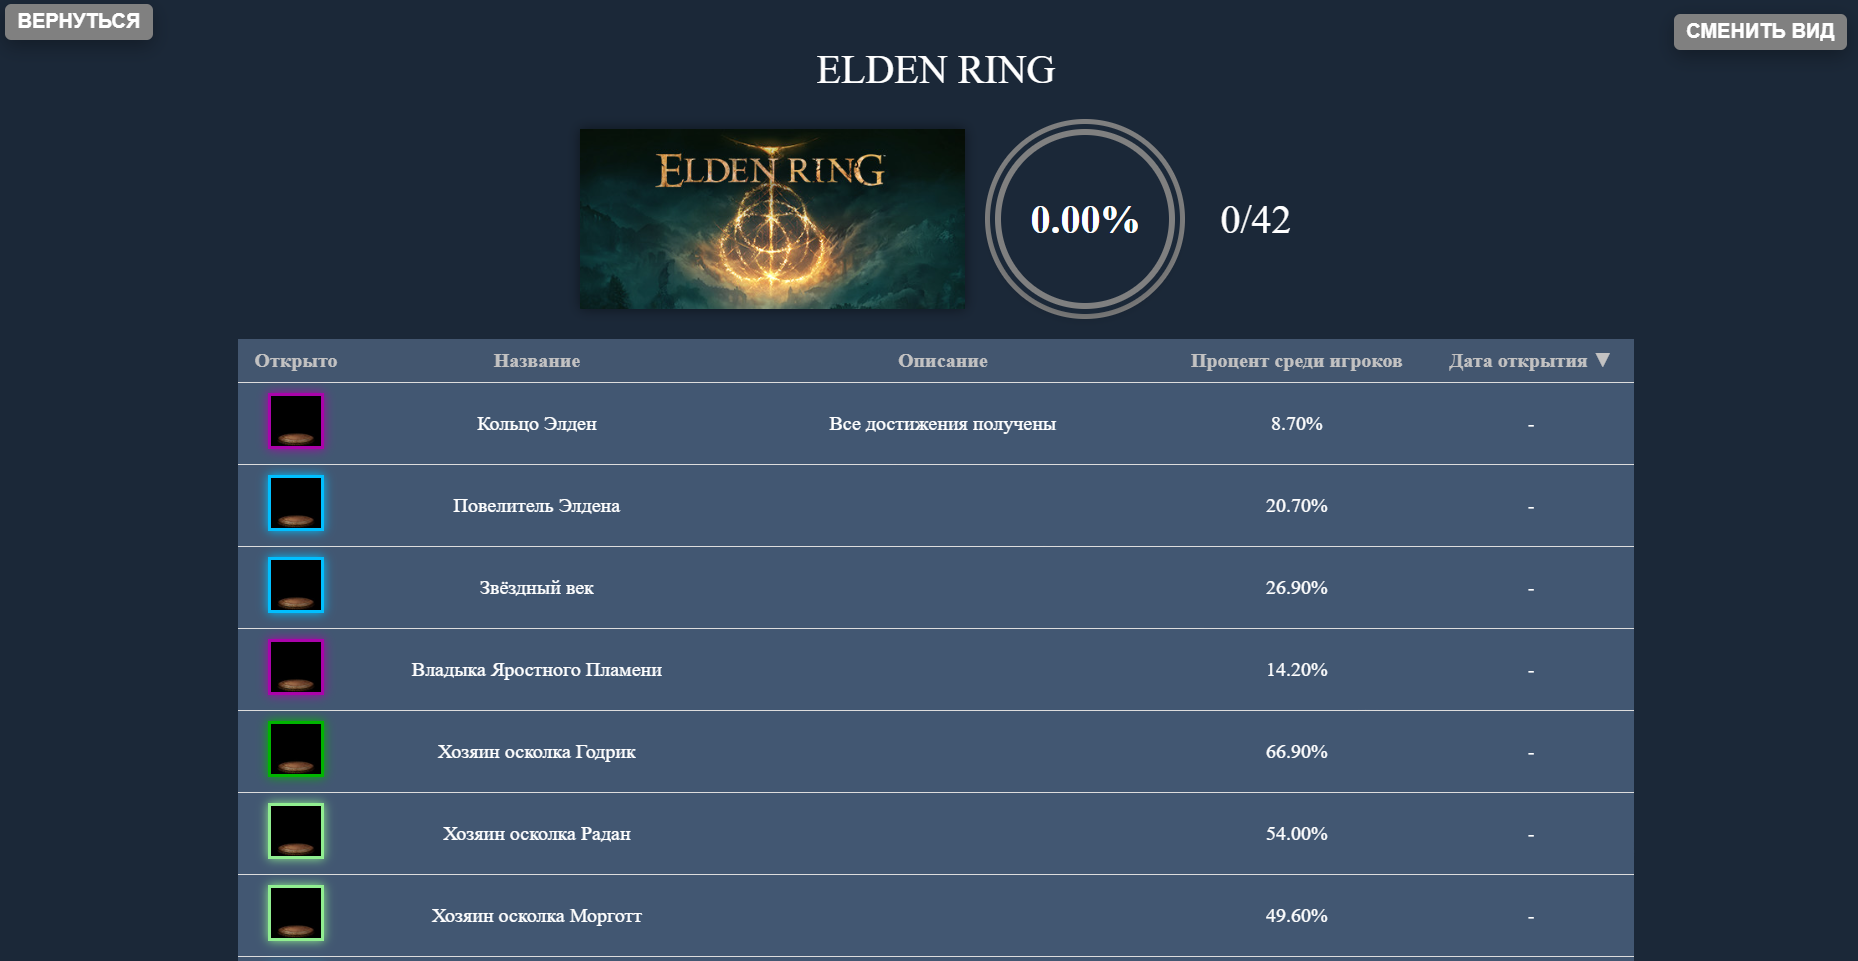 ВЕРНУТЬСЯ
СМЕНИТЬ ВИД
ELDEN RING
ELDEN RING
0.00%
0/42
Открыто Название Описание Процент среди игроков Дата открытия ▼
Кольцо Элден Все достижения получены 8.70% -
Повелитель Элдена 20.70% -
Звёздный век 26.90% -
Владыка Яростного Пламени 14.20% -
Хозяин осколка Годрик 66.90% -
Хозяин осколка Радан 54.00% -
Хозяин осколка Морготт 49.60% -